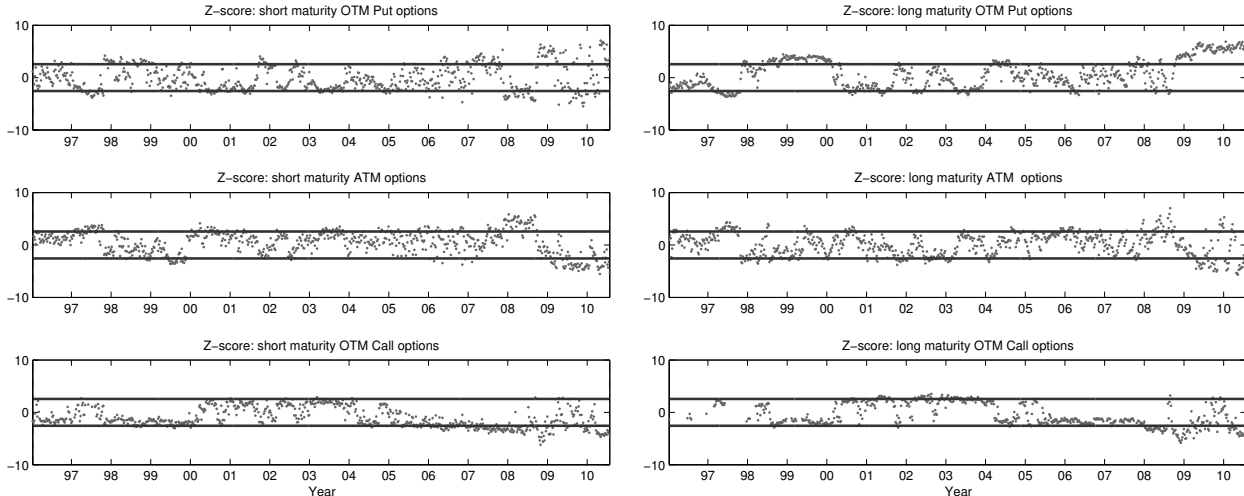 Z−score: short maturity OTM Put options
10
0
−10
97 98 99 00 01 02 03 04 05 06 07 08 09 10
Z−score: long maturity OTM Put options
10
0
−10
97 98 99 00 01 02 03 04 05 06 07 08 09 10
Z−score: short maturity ATM options
10
0
−10
97 98 99 00 01 02 03 04 05 06 07 08 09 10
Z−score: long maturity ATM  options
10
0
−10
97 98 99 00 01 02 03 04 05 06 07 08 09 10
Z−score: short maturity OTM Call options
10
0
−10
97 98 99 00 01 02 03 04 05 06 07 08 09 10
Year
Z−score: long maturity OTM Call options
10
0
−10
97 98 99 00 01 02 03 04 05 06 07 08 09 10
Year